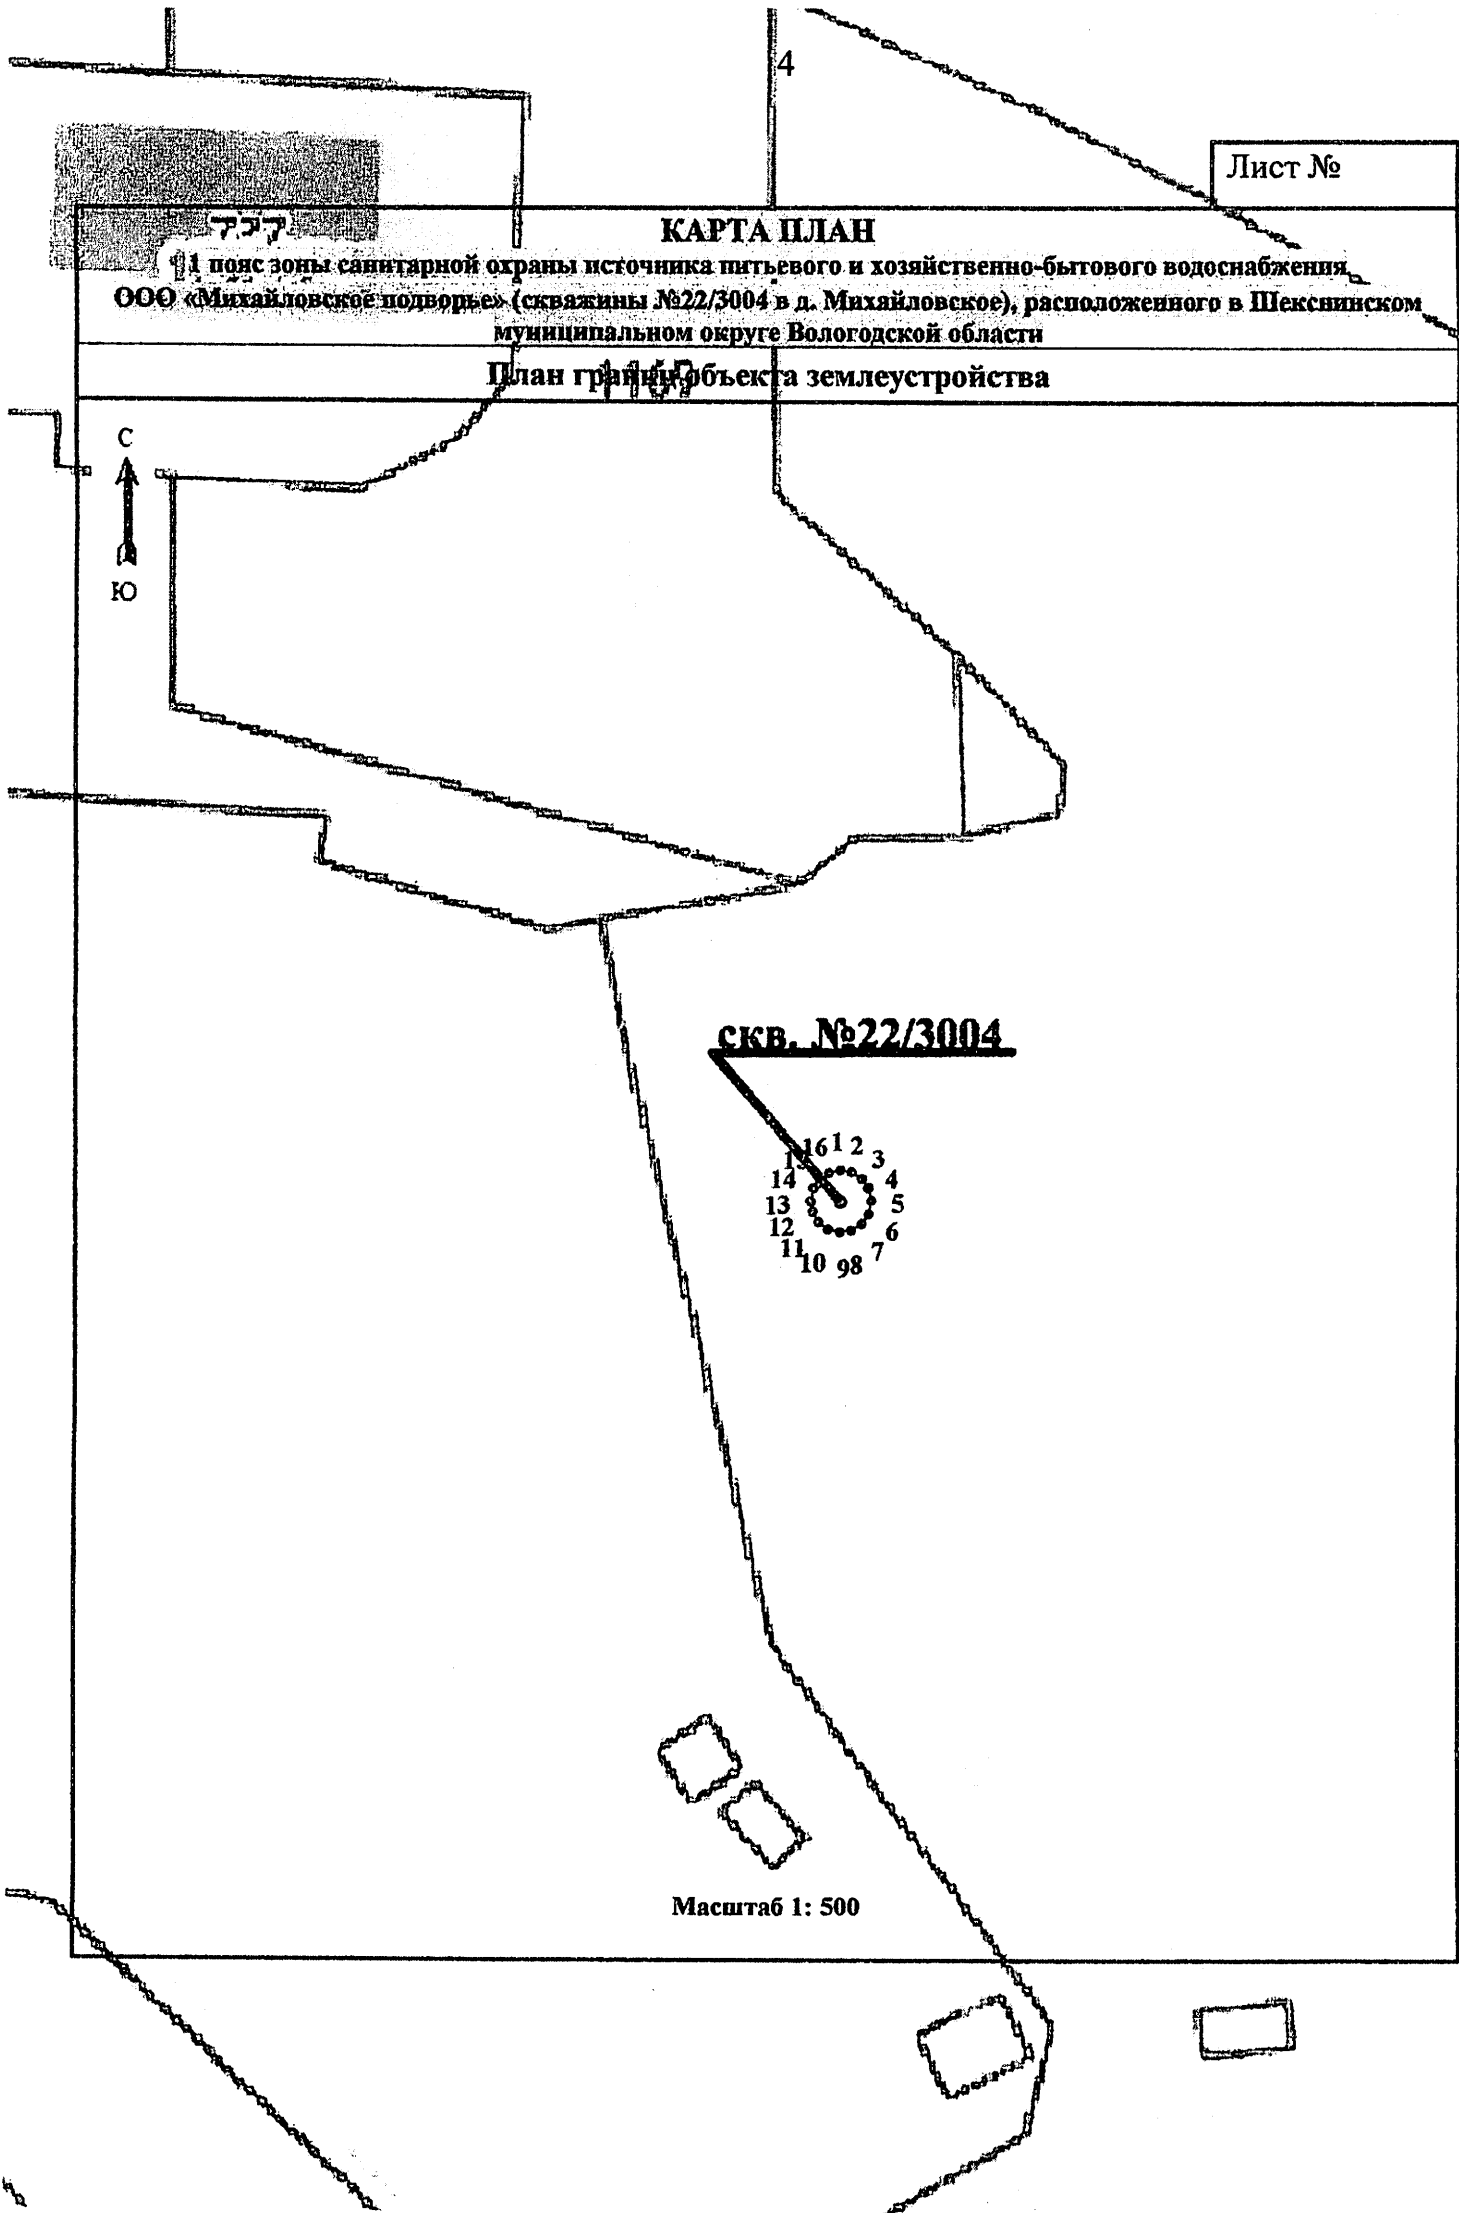 4
Лист №
КАРТА ПЛАН
1 пояс зоны санитарной охраны источника питьевого и хозяйственно-бытового водоснабжения
ООО «Михайловское подворье» (скважины №22/3004 в д. Михайловское), расположенного в Шекснинском
муниципальном округе Вологодской области
План границ объекта землеустройства
С
Ю
скв. №22/3004
16 1 2
15 3
14 4
13 5
12 6
11 7
10 98
Масштаб 1: 500